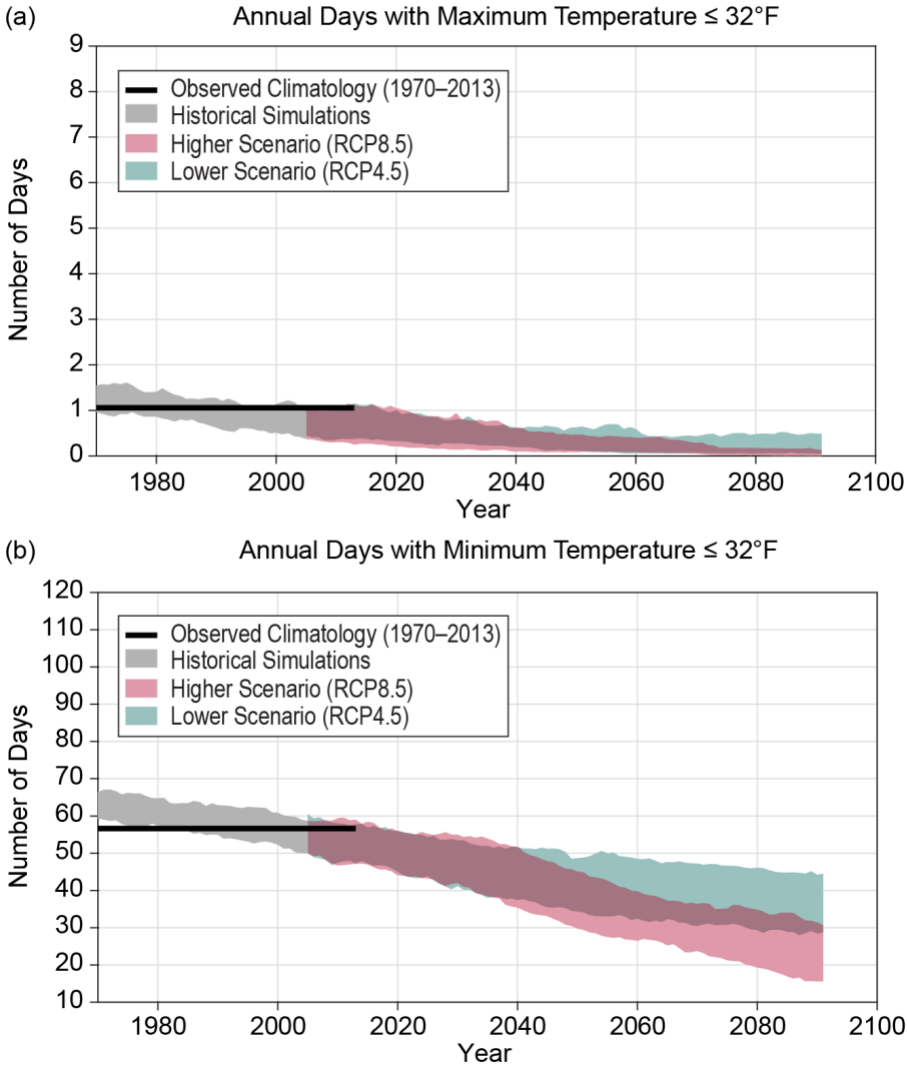 (a) Annual Days with Maximum Temperature ≤ 32°F
9
8
7
6
5
4
3
2
1
0
Number of Days
Observed Climatology (1970–2013)
Historical Simulations
Higher Scenario (RCP8.5)
Lower Scenario (RCP4.5)
1980 2000 2020 2040 2060 2080 2100
Year
(b) Annual Days with Minimum Temperature ≤ 32°F
120
110
100
90
80
70
60
50
40
30
20
10
Number of Days
Observed Climatology (1970–2013)
Historical Simulations
Higher Scenario (RCP8.5)
Lower Scenario (RCP4.5)
1980 2000 2020 2040 2060 2080 2100
Year